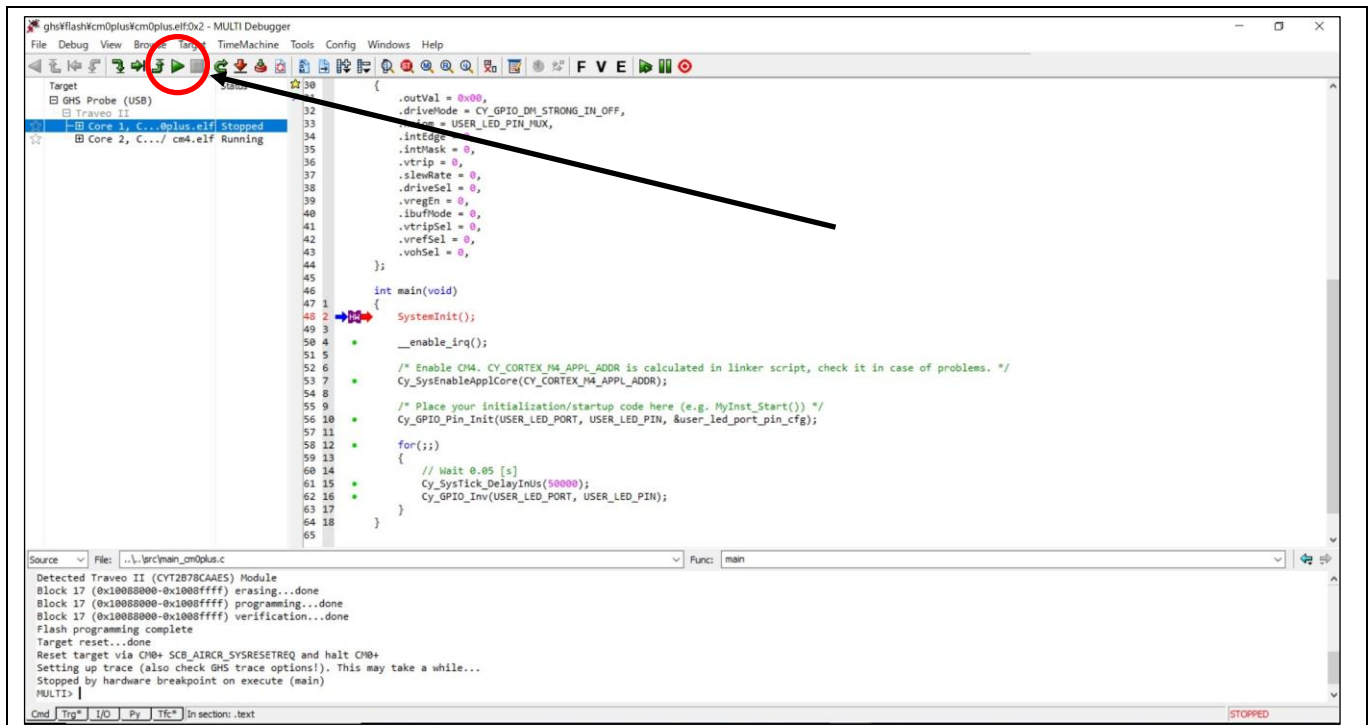 ghs¥flash¥cm0plus¥cm0plus.elf:0x2 - MULTI Debugger
File Debug View Browse Target TimeMachine Tools Config Windows Help
F V E
Target Status
GHS Probe (USB)
Traveo II
Core 1, C...0plus.elf Stopped
Core 2, C.../ cm4.elf Running
30 {
.outVal = 0x00,
32 .driveMode = CY_GPIO_DM_STRONG_IN_OFF,
33 = USER_LED_PIN_MUX,
34 .intEdge =
35 .intMask = 0,
36 .vtrip = 0,
37 .slewRate = 0,
38 .driveSel = 0,
39 .vregEn = 0,
40 .ibufMode = 0,
41 .vtripSel = 0,
42 .vrefSel = 0,
43 .vohSel = 0,
44 };
45
46 int main(void)
47 1 {
48 2 SystemInit();
49 3
50 4 __enable_irq();
51 5
52 6 /* Enable CM4. CY_CORTEX_M4_APPL_ADDR is calculated in linker script, check it in case of problems. */
53 7 Cy_SysEnableApplCore(CY_CORTEX_M4_APPL_ADDR);
54 8
55 9 /* Place your initialization/startup code here (e.g. MyInst_Start()) */
56 10 Cy_GPIO_Pin_Init(USER_LED_PORT, USER_LED_PIN, &user_led_port_pin_cfg);
57 11
58 12 for(;;)
59 13 {
60 14 // Wait 0.05 [s]
61 15 Cy_SysTick_DelayInUs(50000);
62 16 Cy_GPIO_Inv(USER_LED_PORT, USER_LED_PIN);
63 17 }
64 18 }
65
Source File: ..\..\src\main_cm0plus.c Func: main
Detected Traveo II (CYT2B78CAAES) Module
Block 17 (0x10088000-0x1008ffff) erasing...done
Block 17 (0x10088000-0x1008ffff) programming...done
Block 17 (0x10088000-0x1008ffff) verification...done
Flash programming complete
Target reset...done
Reset target via CM0+ SCB_AIRCR_SYSRESETREQ and halt CM0+
Setting up trace (also check GHS trace options!). This may take a while...
Stopped by hardware breakpoint on execute (main)
MULTI>
Cmd Trg* I/O Py Tfc* In section: .text STOPPED